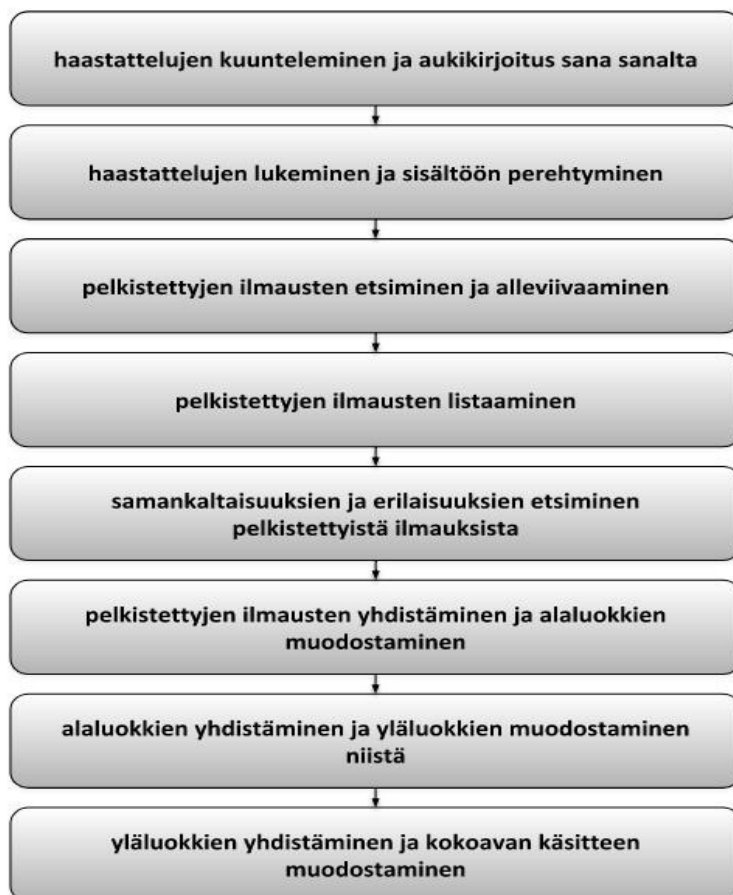 haastattelujen kuunteleminen ja aukikirjoitus sana sanalta
haastattelujen lukeminen ja sisältöön perehtyminen
pelkistettyjen ilmausten etsiminen ja alleviivaaminen
pelkistettyjen ilmausten listaaminen
samankaltaisuuksien ja erilaisuuksien etsiminen
pelkistettyistä ilmauksista
pelkistettyjen ilmausten yhdistäminen ja alaluokkien
muodostaminen
alaluokkien yhdistäminen ja yläluokkien muodostaminen
niistä
yläluokkien yhdistäminen ja kokoavan käsitteen
muodostaminen